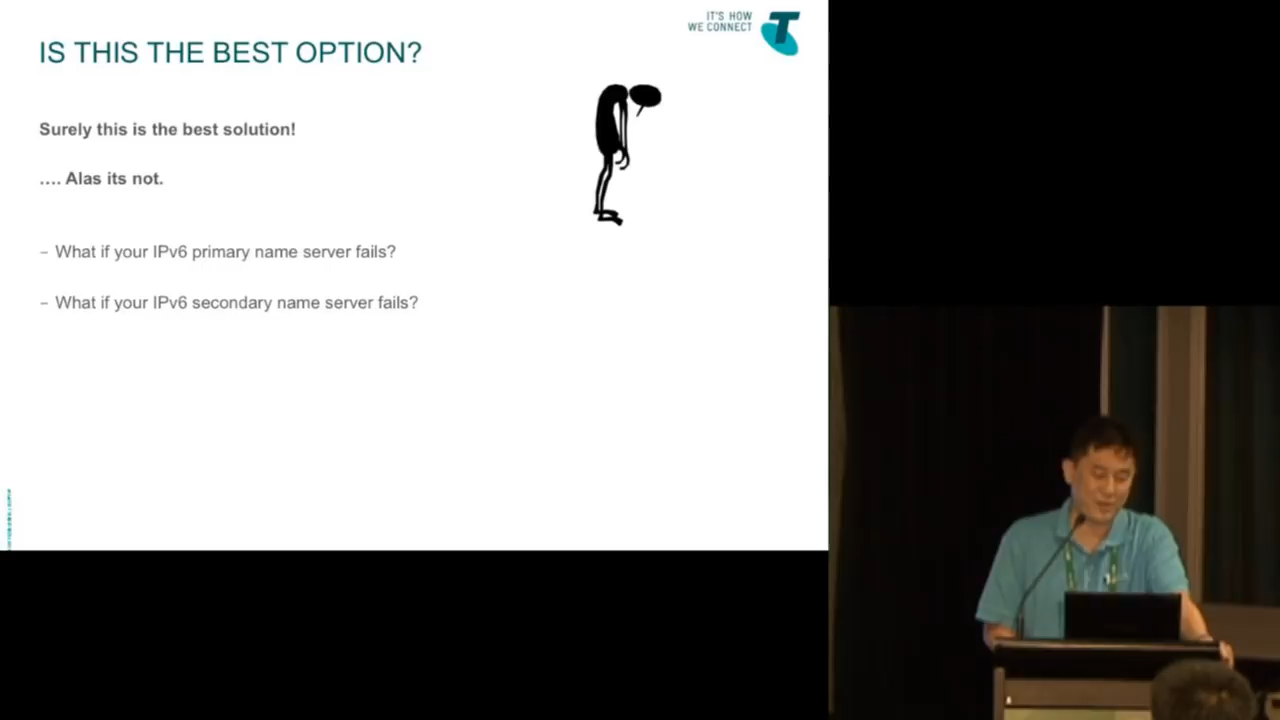 IT'S HOW
WE CONNECT
IS THIS THE BEST OPTION?
Surely this is the best solution!
.... Alas its not.
– What if your IPv6 primary name server fails?
– What if your IPv6 secondary name server fails?